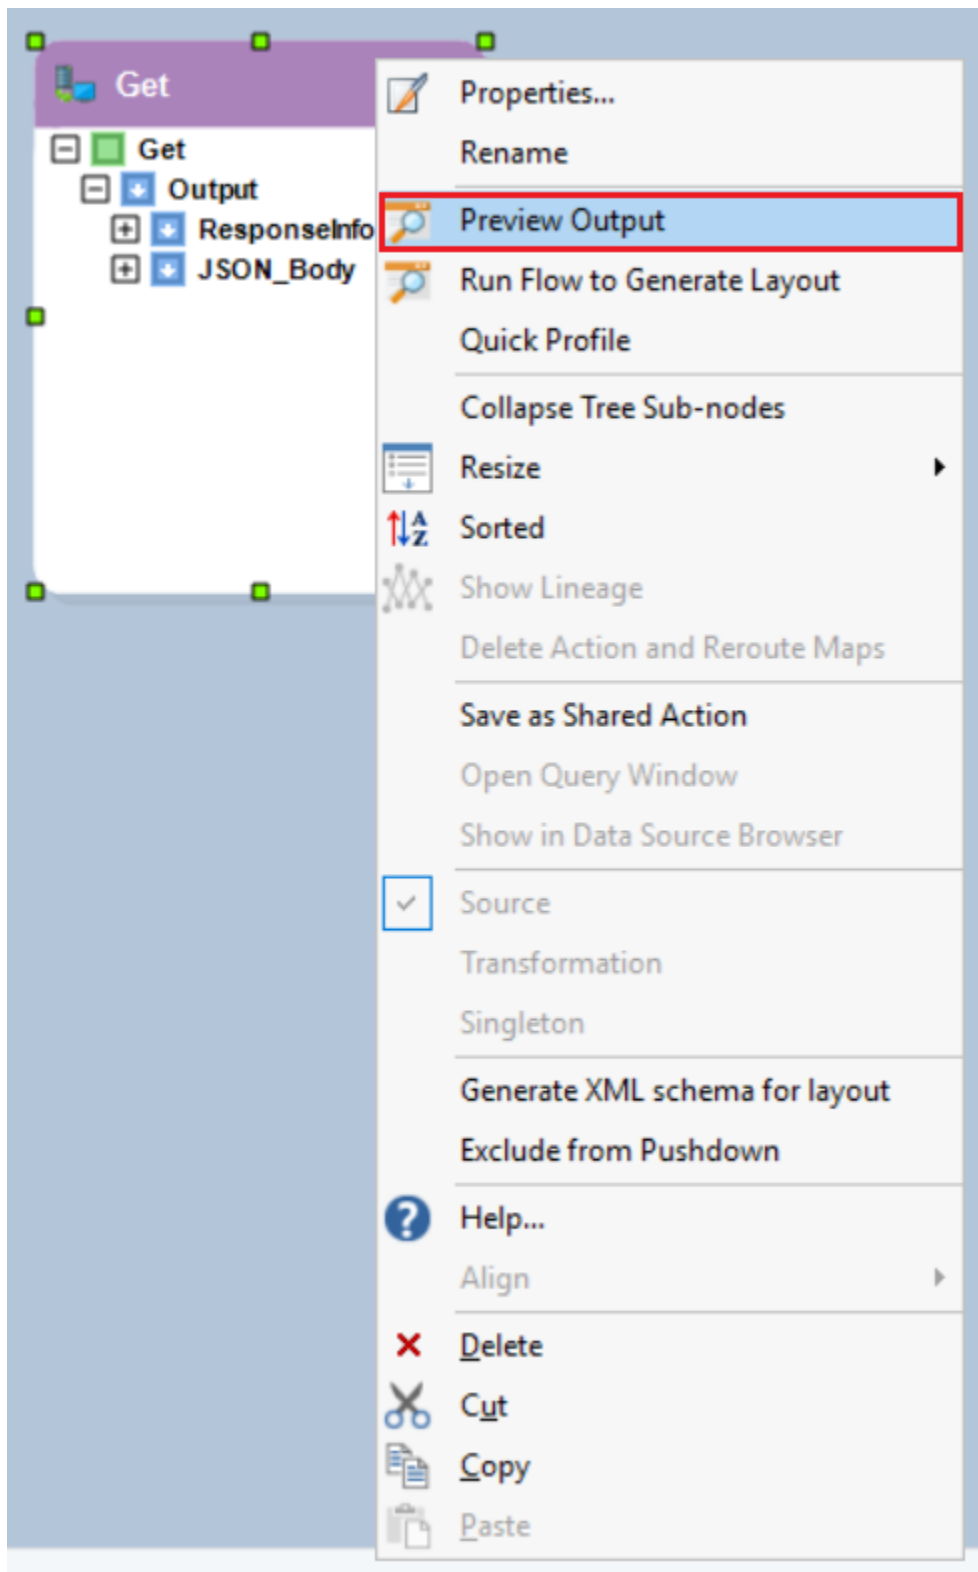 Get
Get
Output
ResponseInfo
JSON_Body
Properties...
Rename
Preview Output
Run Flow to Generate Layout
Quick Profile
Collapse Tree Sub-nodes
Resize
Sorted
Show Lineage
Delete Action and Reroute Maps
Save as Shared Action
Open Query Window
Show in Data Source Browser
Source
Transformation
Singleton
Generate XML schema for layout
Exclude from Pushdown
Help...
Align
Delete
Cut
Copy
Paste